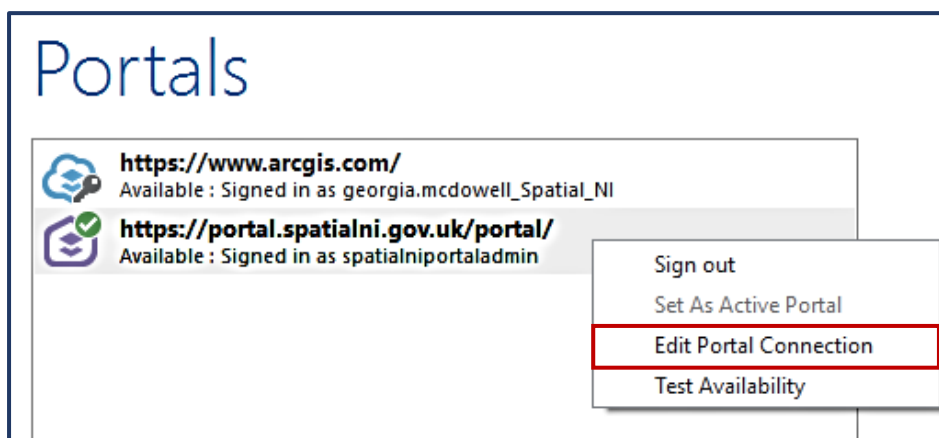 Portals
https://www.arcgis.com/
Available : Signed in as georgia.mcdowell_Spatial_NI
https://portal.spatialni.gov.uk/portal/
Available : Signed in as spatialniportaladmin
Sign out
Set As Active Portal
Edit Portal Connection
Test Availability